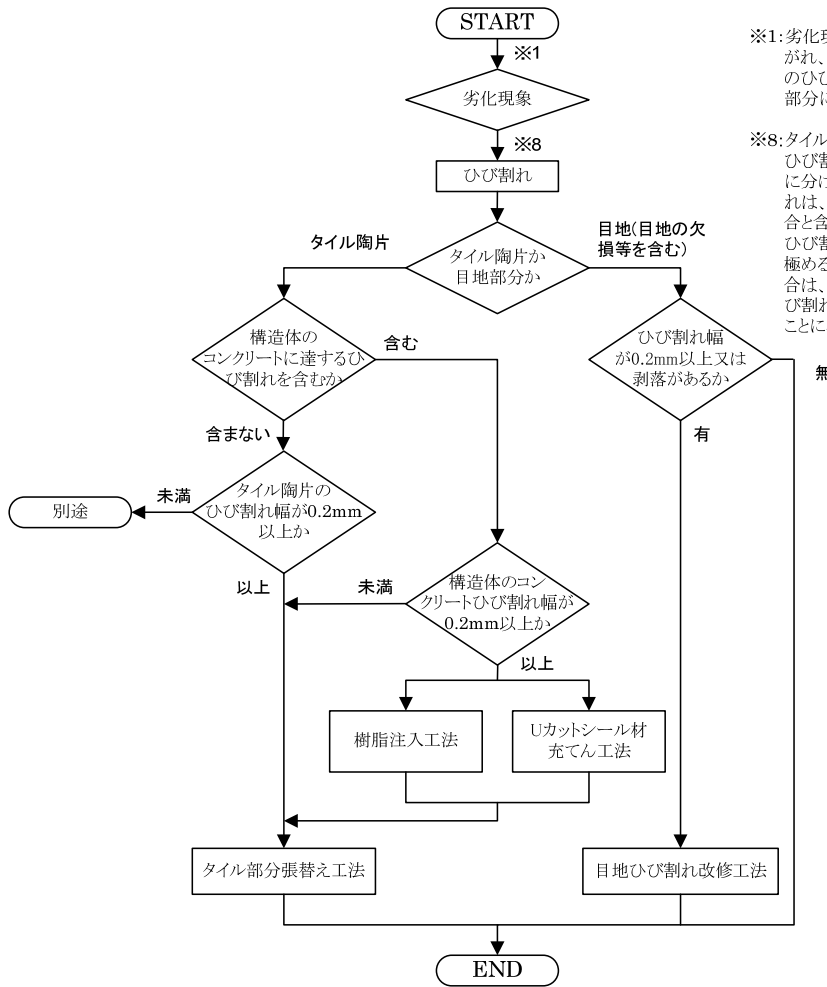 START
※1
劣化現象
※8
ひび割れ
タイル陶片
タイル陶片か
目地部分か
目地(目地の欠
損等を含む)
構造体の
コンクリートに達するひ
び割れを含むか
含む
含まない
ひび割れ幅
が0.2mm以上又は
剥落があるか
無
有
タイル陶片の
ひび割れ幅が0.2mm
以上か
未満
別途
以上
構造体のコン
クリートひび割れ幅が
0.2mm以上か
未満
以上
樹脂注入工法
Uカットシール材
充てん工法
タイル部分張替え工法
目地ひび割れ改修工法
END
※1:劣化現
がれ、
のひび
部分に
※8:タイル
ひび割
に分け
れは、
合と含
ひび割
極める
合は、
び割れ
ことに